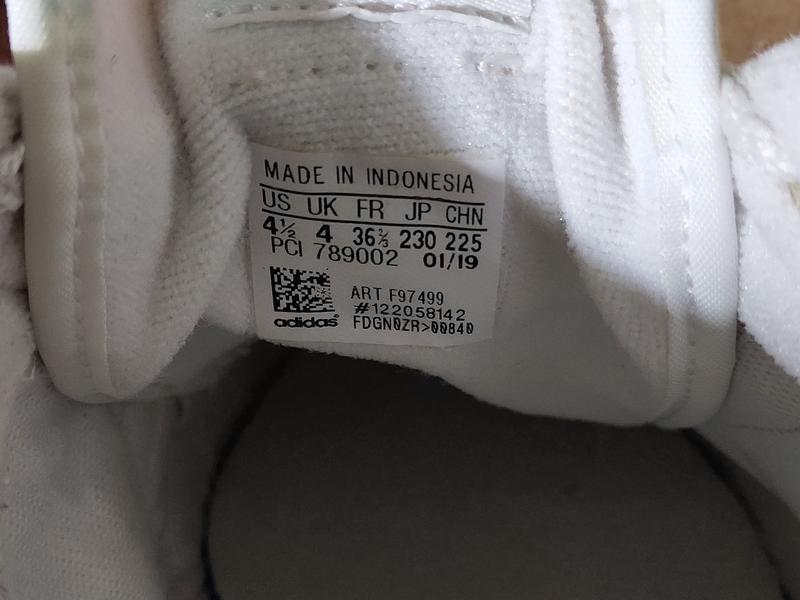 MADE IN INDONESIA
US UK FR JP CHN
4½ 4 36⅔ 230 225
PCI 789002 01/19
ART F97499
#122058142
adidas FDGN0ZR>00840